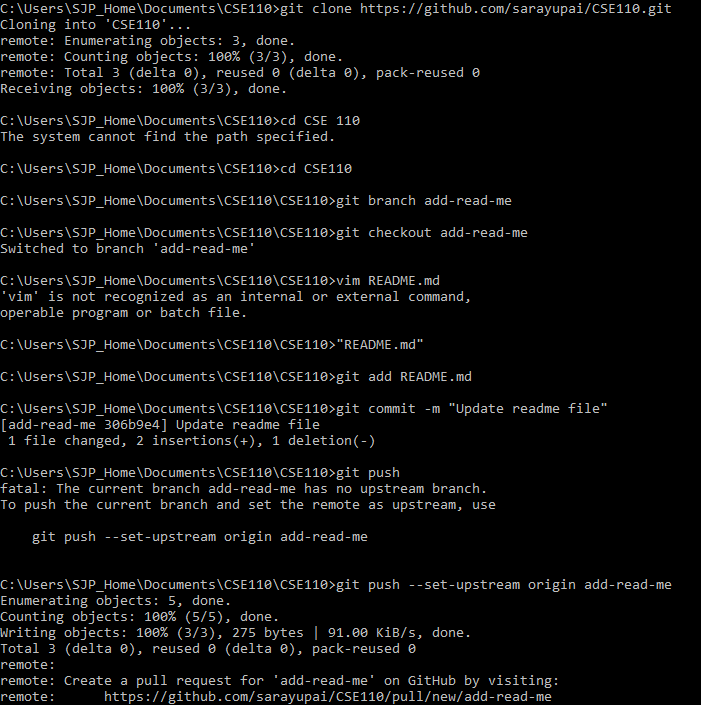 C:\Users\SJP_Home\Documents\CSE110>git clone https://github.com/sarayupai/CSE110.git
Cloning into 'CSE110'...
remote: Enumerating objects: 3, done.
remote: Counting objects: 100% (3/3), done.
remote: Total 3 (delta 0), reused 0 (delta 0), pack-reused 0
Receiving objects: 100% (3/3), done.
C:\Users\SJP_Home\Documents\CSE110>cd CSE 110
The system cannot find the path specified.
C:\Users\SJP_Home\Documents\CSE110>cd CSE110
C:\Users\SJP_Home\Documents\CSE110\CSE110>git branch add-read-me
C:\Users\SJP_Home\Documents\CSE110\CSE110>git checkout add-read-me
Switched to branch 'add-read-me'
C:\Users\SJP_Home\Documents\CSE110\CSE110>vim README.md
'vim' is not recognized as an internal or external command,
operable program or batch file.
C:\Users\SJP_Home\Documents\CSE110\CSE110>"README.md"
C:\Users\SJP_Home\Documents\CSE110\CSE110>git add README.md
C:\Users\SJP_Home\Documents\CSE110\CSE110>git commit -m "Update readme file"
[add-read-me 306b9e4] Update readme file
 1 file changed, 2 insertions(+), 1 deletion(-)
C:\Users\SJP_Home\Documents\CSE110\CSE110>git push
fatal: The current branch add-read-me has no upstream branch.
To push the current branch and set the remote as upstream, use
    git push --set-upstream origin add-read-me
C:\Users\SJP_Home\Documents\CSE110\CSE110>git push --set-upstream origin add-read-me
Enumerating objects: 5, done.
Counting objects: 100% (5/5), done.
Writing objects: 100% (3/3), 275 bytes | 91.00 KiB/s, done.
Total 3 (delta 0), reused 0 (delta 0), pack-reused 0
remote:
remote: Create a pull request for 'add-read-me' on GitHub by visiting:
remote:      https://github.com/sarayupai/CSE110/pull/new/add-read-me